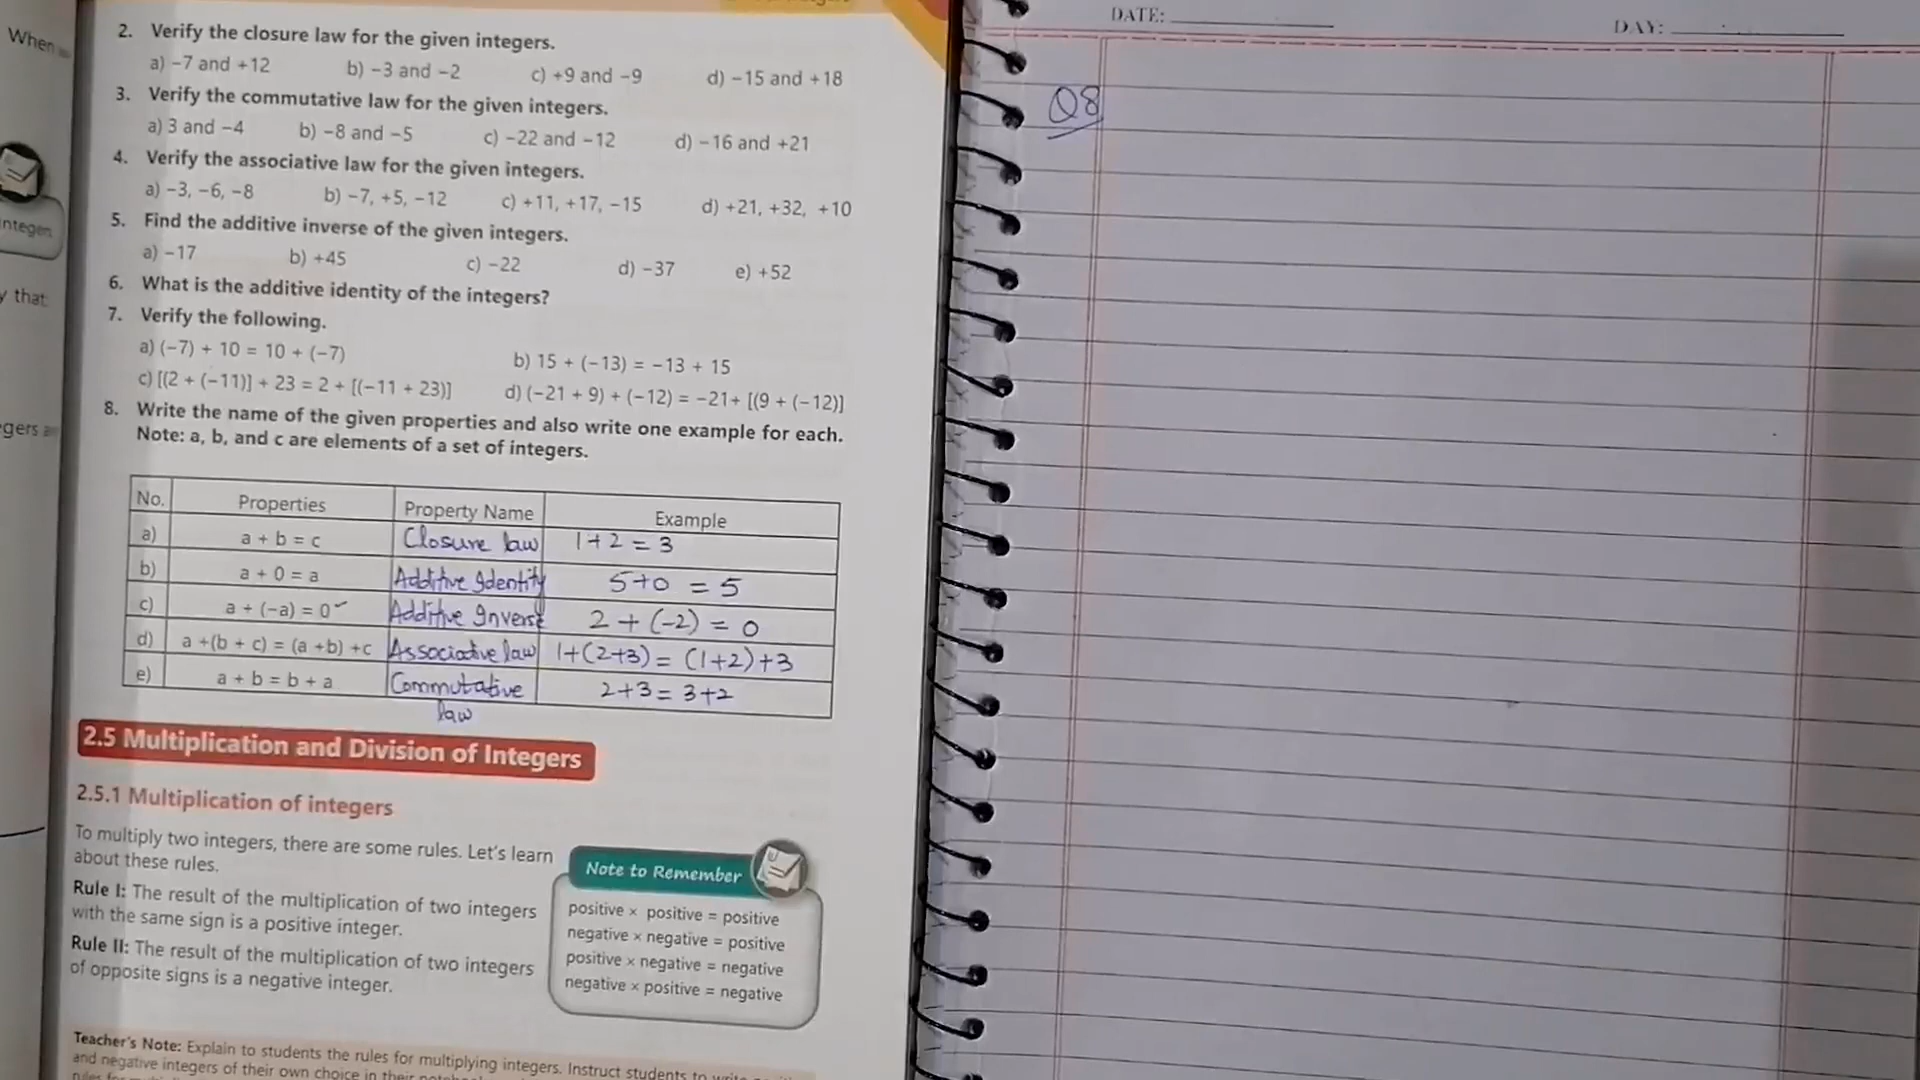 When
DATE:
DAY:
2. Verify the closure law for the given integers.
a) −7 and +12 b) −3 and −2 c) +9 and −9 d) −15 and +18
3. Verify the commutative law for the given integers.
a) 3 and −4 b) −8 and −5 c) −22 and −12 d) −16 and +21
4. Verify the associative law for the given integers.
a) −3, −6, −8 b) −7, +5, −12 c) +11, +17, −15 d) +21, +32, +10
5. Find the additive inverse of the given integers.
a) −17 b) +45 c) −22 d) −37 e) +52
6. What is the additive identity of the integers?
7. Verify the following.
a) (−7) + 10 = 10 + (−7) b) 15 + (−13) = −13 + 15
c) [(2 + (−11)] + 23 = 2 + [(−11 + 23)] d) (−21 + 9) + (−12) = −21+ [(9 + (−12)]
8. Write the name of the given properties and also write one example for each.
Note: a, b, and c are elements of a set of integers.
No. Properties Property Name Example
a) a + b = c Closure law 1+2 = 3
b) a + 0 = a Additive Identity 5+0 = 5
c) a + (−a) = 0 Additive Inverse 2 + (-2) = 0
d) a +(b + c) = (a +b) +c Associative law 1+(2+3) = (1+2)+3
e) a + b = b + a Commutative law 2+3 = 3+2
2.5 Multiplication and Division of Integers
2.5.1 Multiplication of integers
To multiply two integers, there are some rules. Let's learn
about these rules.
Rule I: The result of the multiplication of two integers
with the same sign is a positive integer.
Rule II: The result of the multiplication of two integers
of opposite signs is a negative integer.
Note to Remember
positive × positive = positive
negative × negative = positive
positive × negative = negative
negative × positive = negative
Teacher's Note: Explain to students the rules for multiplying integers. Instruct students to
and negative integers of their own choice in their
Q8
y that